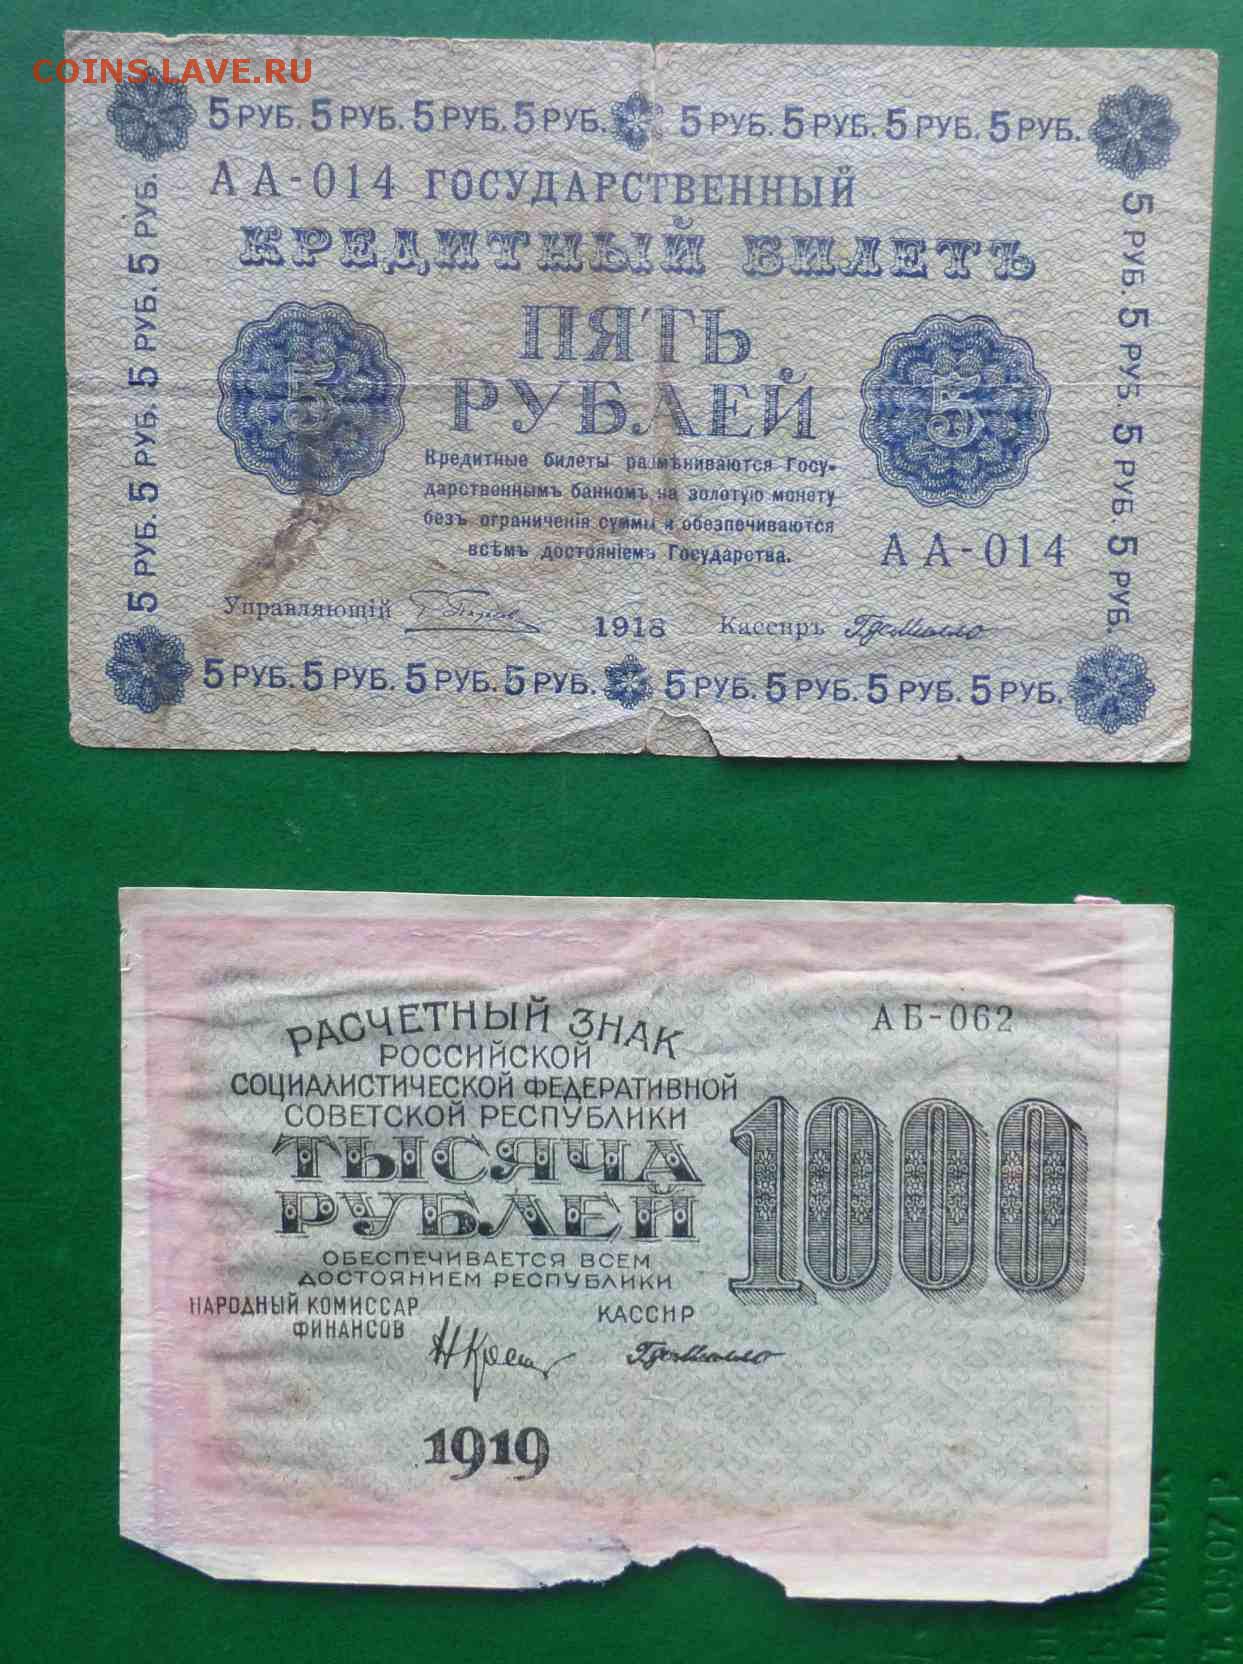 COINS.LAVE.RU
5 РУБ. 5 РУБ. 5 РУБ. 5 РУБ. 5 РУБ. 5 РУБ. 5 РУБ. 5 РУБ.
АА-014 ГОСУДАРСТВЕННЫЙ
КРЕДИТНЫЙ БИЛЕТЪ
5 РУБ. 5 РУБ. 5 РУБ. 5 РУБ.
5
ПЯТЬ
РУБЛЕЙ
5
5 РУБ. 5 РУБ. 5 РУБ. 5 РУБ.
Кредитные билеты размѣниваются Госу-
дарственнымъ банкомъ на золотую монету
безъ ограниченія суммы и обезпечиваются
всѣмъ достояніемъ Государства.
АА-014
Управляющій
1918
Кассиръ
5 РУБ. 5 РУБ. 5 РУБ. 5 РУБ. 5 РУБ. 5 РУБ. 5 РУБ. 5 РУБ.
РАСЧЕТНЫЙ ЗНАК
АБ-062
РОССИЙСКОЙ
СОЦИАЛИСТИЧЕСКОЙ ФЕДЕРАТИВНОЙ
СОВЕТСКОЙ РЕСПУБЛИКИ
ТЫСЯЧА
РУБЛЕЙ
1000
ОБЕСПЕЧИВАЕТСЯ ВСЕМ
ДОСТОЯНИЕМ РЕСПУБЛИКИ
НАРОДНЫЙ КОМИССАР
ФИНАНСОВ
КАССИР
1919